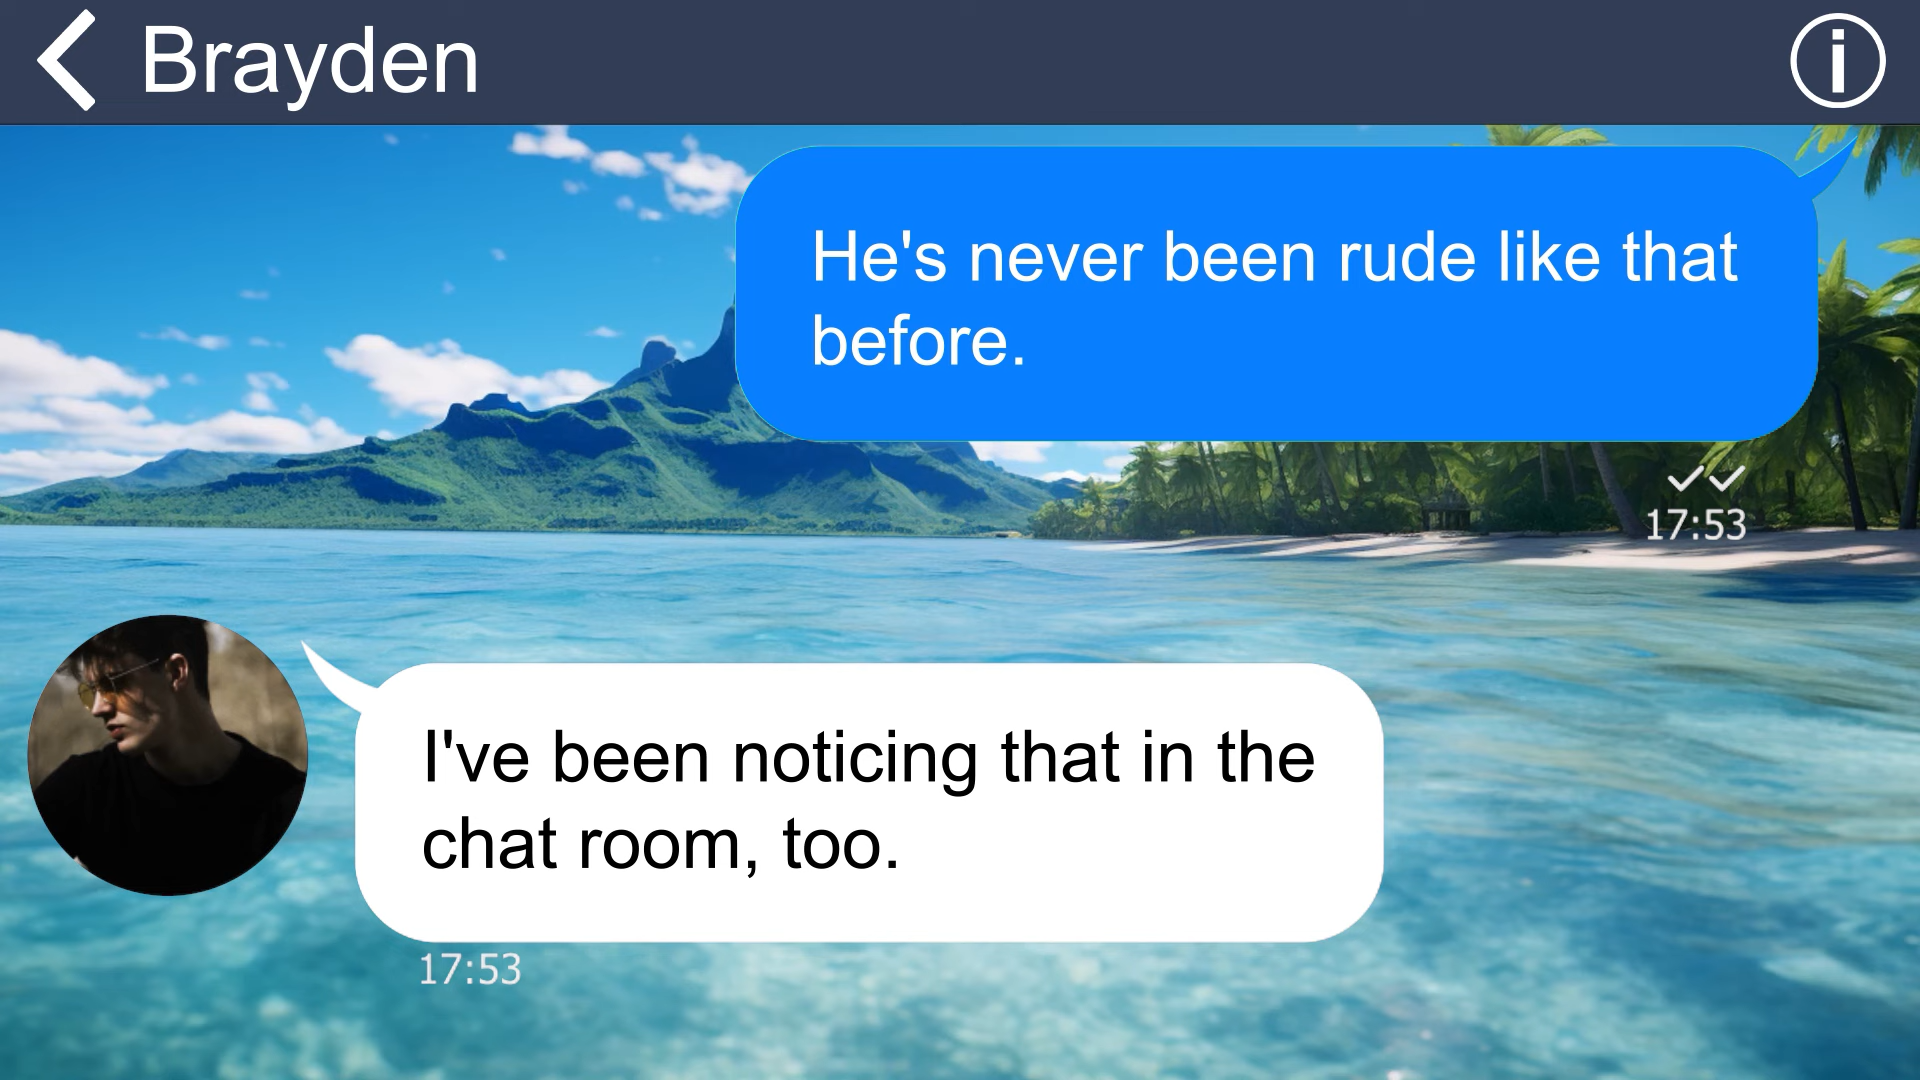 Brayden
He's never been rude like that
before.
17:53
I've been noticing that in the
chat room, too.
17:53